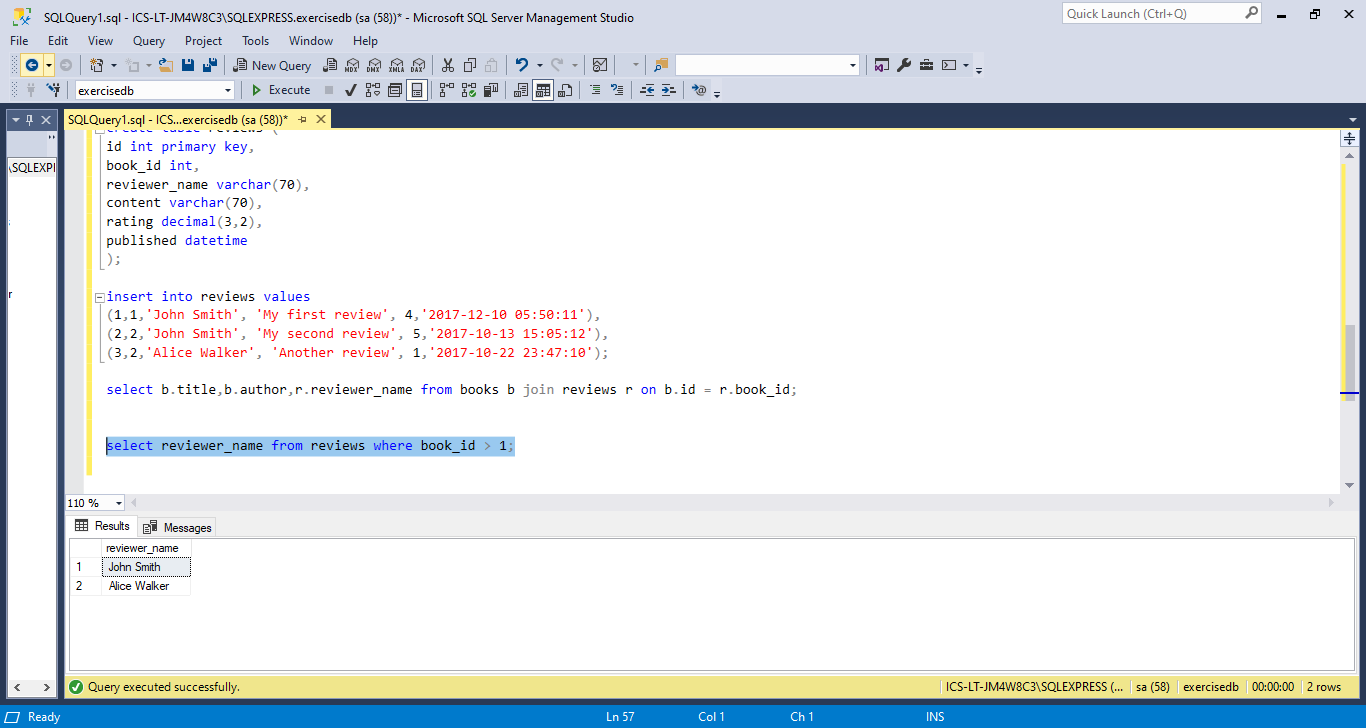 SQLQuery1.sql - ICS-LT-JM4W8C3\SQLEXPRESS.exercisedb (sa (58))* - Microsoft SQL Server Management Studio
Quick Launch (Ctrl+Q)
File Edit View Query Project Tools Window Help
New Query MDX DMX XMLA DAX
exercisedb Execute
SQLQuery1.sql - ICS...exercisedb (sa (58))*
\SQLEXPI
create table reviews (
id int primary key,
book_id int,
reviewer_name varchar(70),
content varchar(70),
rating decimal(3,2),
published datetime
);
insert into reviews values
(1,1,'John Smith', 'My first review', 4,'2017-12-10 05:50:11'),
(2,2,'John Smith', 'My second review', 5,'2017-10-13 15:05:12'),
(3,2,'Alice Walker', 'Another review', 1,'2017-10-22 23:47:10');
select b.title,b.author,r.reviewer_name from books b join reviews r on b.id = r.book_id;
select reviewer_name from reviews where book_id > 1;
110 %
Results Messages
reviewer_name
1 John Smith
2 Alice Walker
Query executed successfully.
ICS-LT-JM4W8C3\SQLEXPRESS (... sa (58) exercisedb 00:00:00 2 rows
Ready Ln 57 Col 1 Ch 1 INS